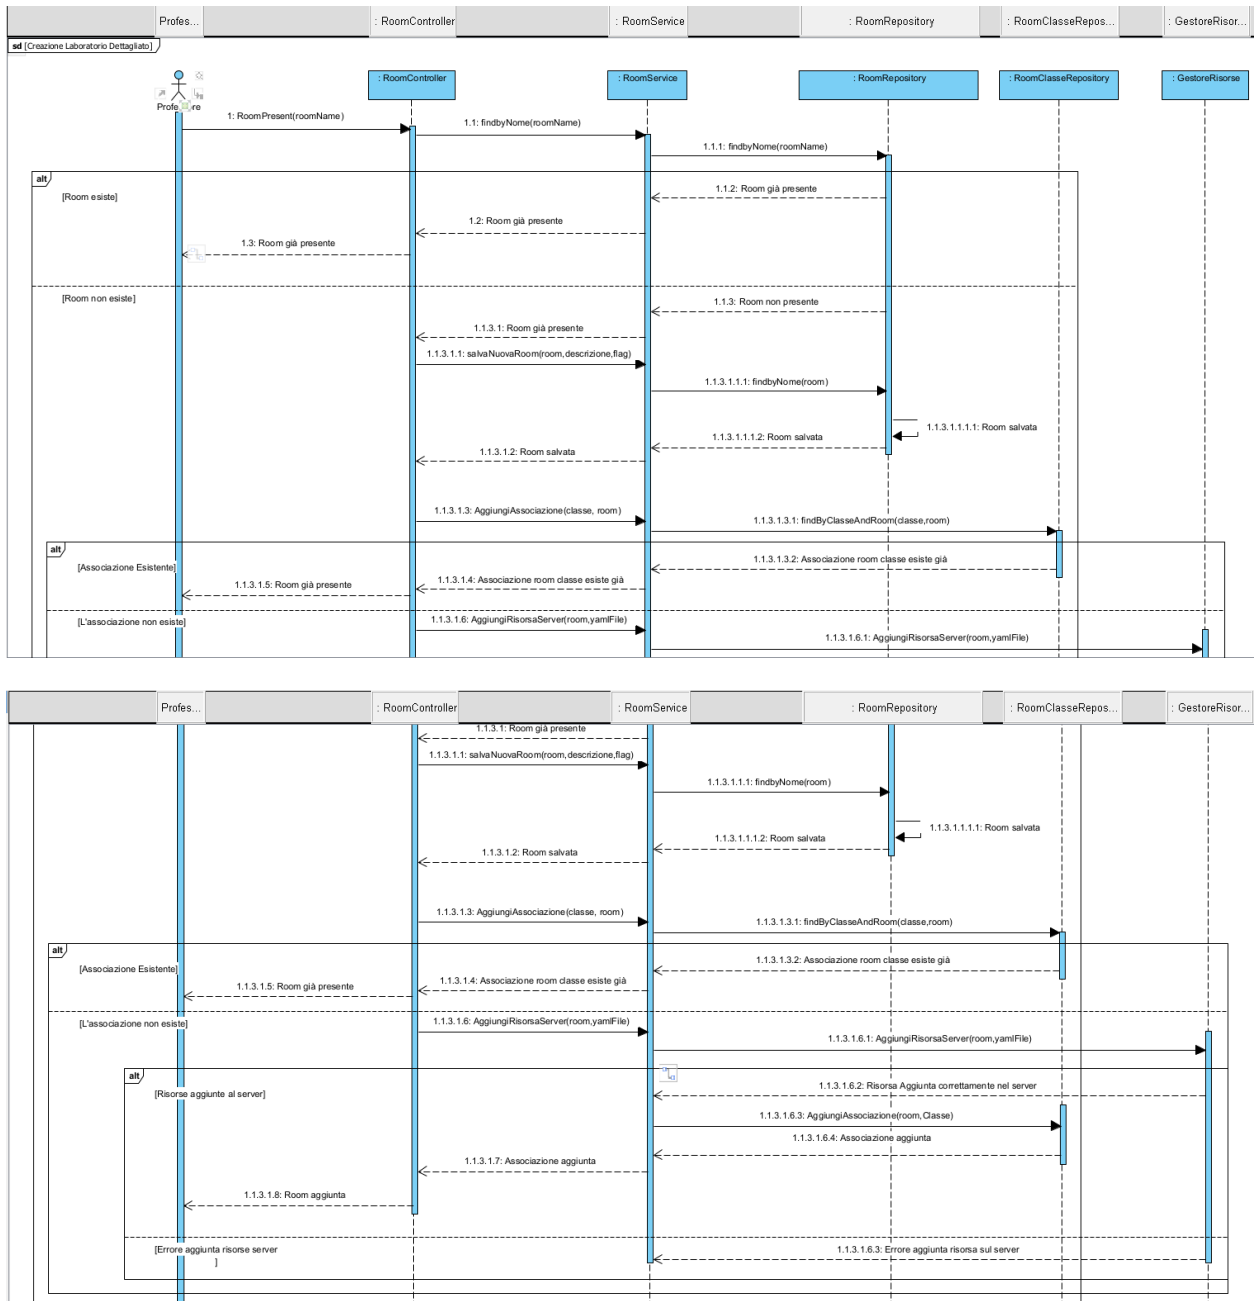 Profes...
: RoomController
: RoomService
: RoomRepository
: RoomClasseRepos...
: GestoreRisor...
sd [Creazione Laboratorio Dettagliato]
: RoomController
: RoomService
: RoomRepository
: RoomClasseRepository
: GestoreRisorse
1: RoomPresent(roomName)
1.1: findbyNome(roomName)
1.1.1: findbyNome(roomName)
alt
[Room esiste]
1.1.2: Room già presente
1.2: Room già presente
1.3: Room già presente
[Room non esiste]
1.1.3: Room non presente
1.1.3.1: Room già presente
1.1.3.1.1: salvaNuovaRoom(room,descrizione,flag)
1.1.3.1.1.1: findbyNome(room)
1.1.3.1.1.1.1: Room salvata
1.1.3.1.1.1.2: Room salvata
1.1.3.1.2: Room salvata
1.1.3.1.3: AggiungiAssociazione(classe, room)
1.1.3.1.3.1: findByClasseAndRoom(classe,room)
alt
[Associazione Esistente]
1.1.3.1.3.2: Associazione room classe esiste già
1.1.3.1.4: Associazione room classe esiste già
1.1.3.1.5: Room già presente
[L'associazione non esiste]
1.1.3.1.6: AggiungiRisorsaServer(room,yamlFile)
1.1.3.1.6.1: AggiungiRisorsaServer(room,yamlFile)
Profes...
: RoomController
: RoomService
: RoomRepository
: RoomClasseRepos...
: GestoreRisor...
1.1.3.1: Room già presente
1.1.3.1.1: salvaNuovaRoom(room,descrizione,flag)
1.1.3.1.1.1: findbyNome(room)
1.1.3.1.1.1.1: Room salvata
1.1.3.1.1.1.2: Room salvata
1.1.3.1.2: Room salvata
1.1.3.1.3: AggiungiAssociazione(classe, room)
1.1.3.1.3.1: findByClasseAndRoom(classe,room)
alt
[Associazione Esistente]
1.1.3.1.3.2: Associazione room classe esiste già
1.1.3.1.4: Associazione room classe esiste già
1.1.3.1.5: Room già presente
[L'associazione non esiste]
1.1.3.1.6: AggiungiRisorsaServer(room,yamlFile)
1.1.3.1.6.1: AggiungiRisorsaServer(room,yamlFile)
alt
[Risorse aggiunte al server]
1.1.3.1.6.2: Risorsa Aggiunta correttamente nel server
1.1.3.1.6.3: AggiungiAssociazione(room,Classe)
1.1.3.1.6.4: Associazione aggiunta
1.1.3.1.7: Associazione aggiunta
1.1.3.1.8: Room aggiunta
[Errore aggiunta risorse server
]
1.1.3.1.6.3: Errore aggiunta risorsa sul server